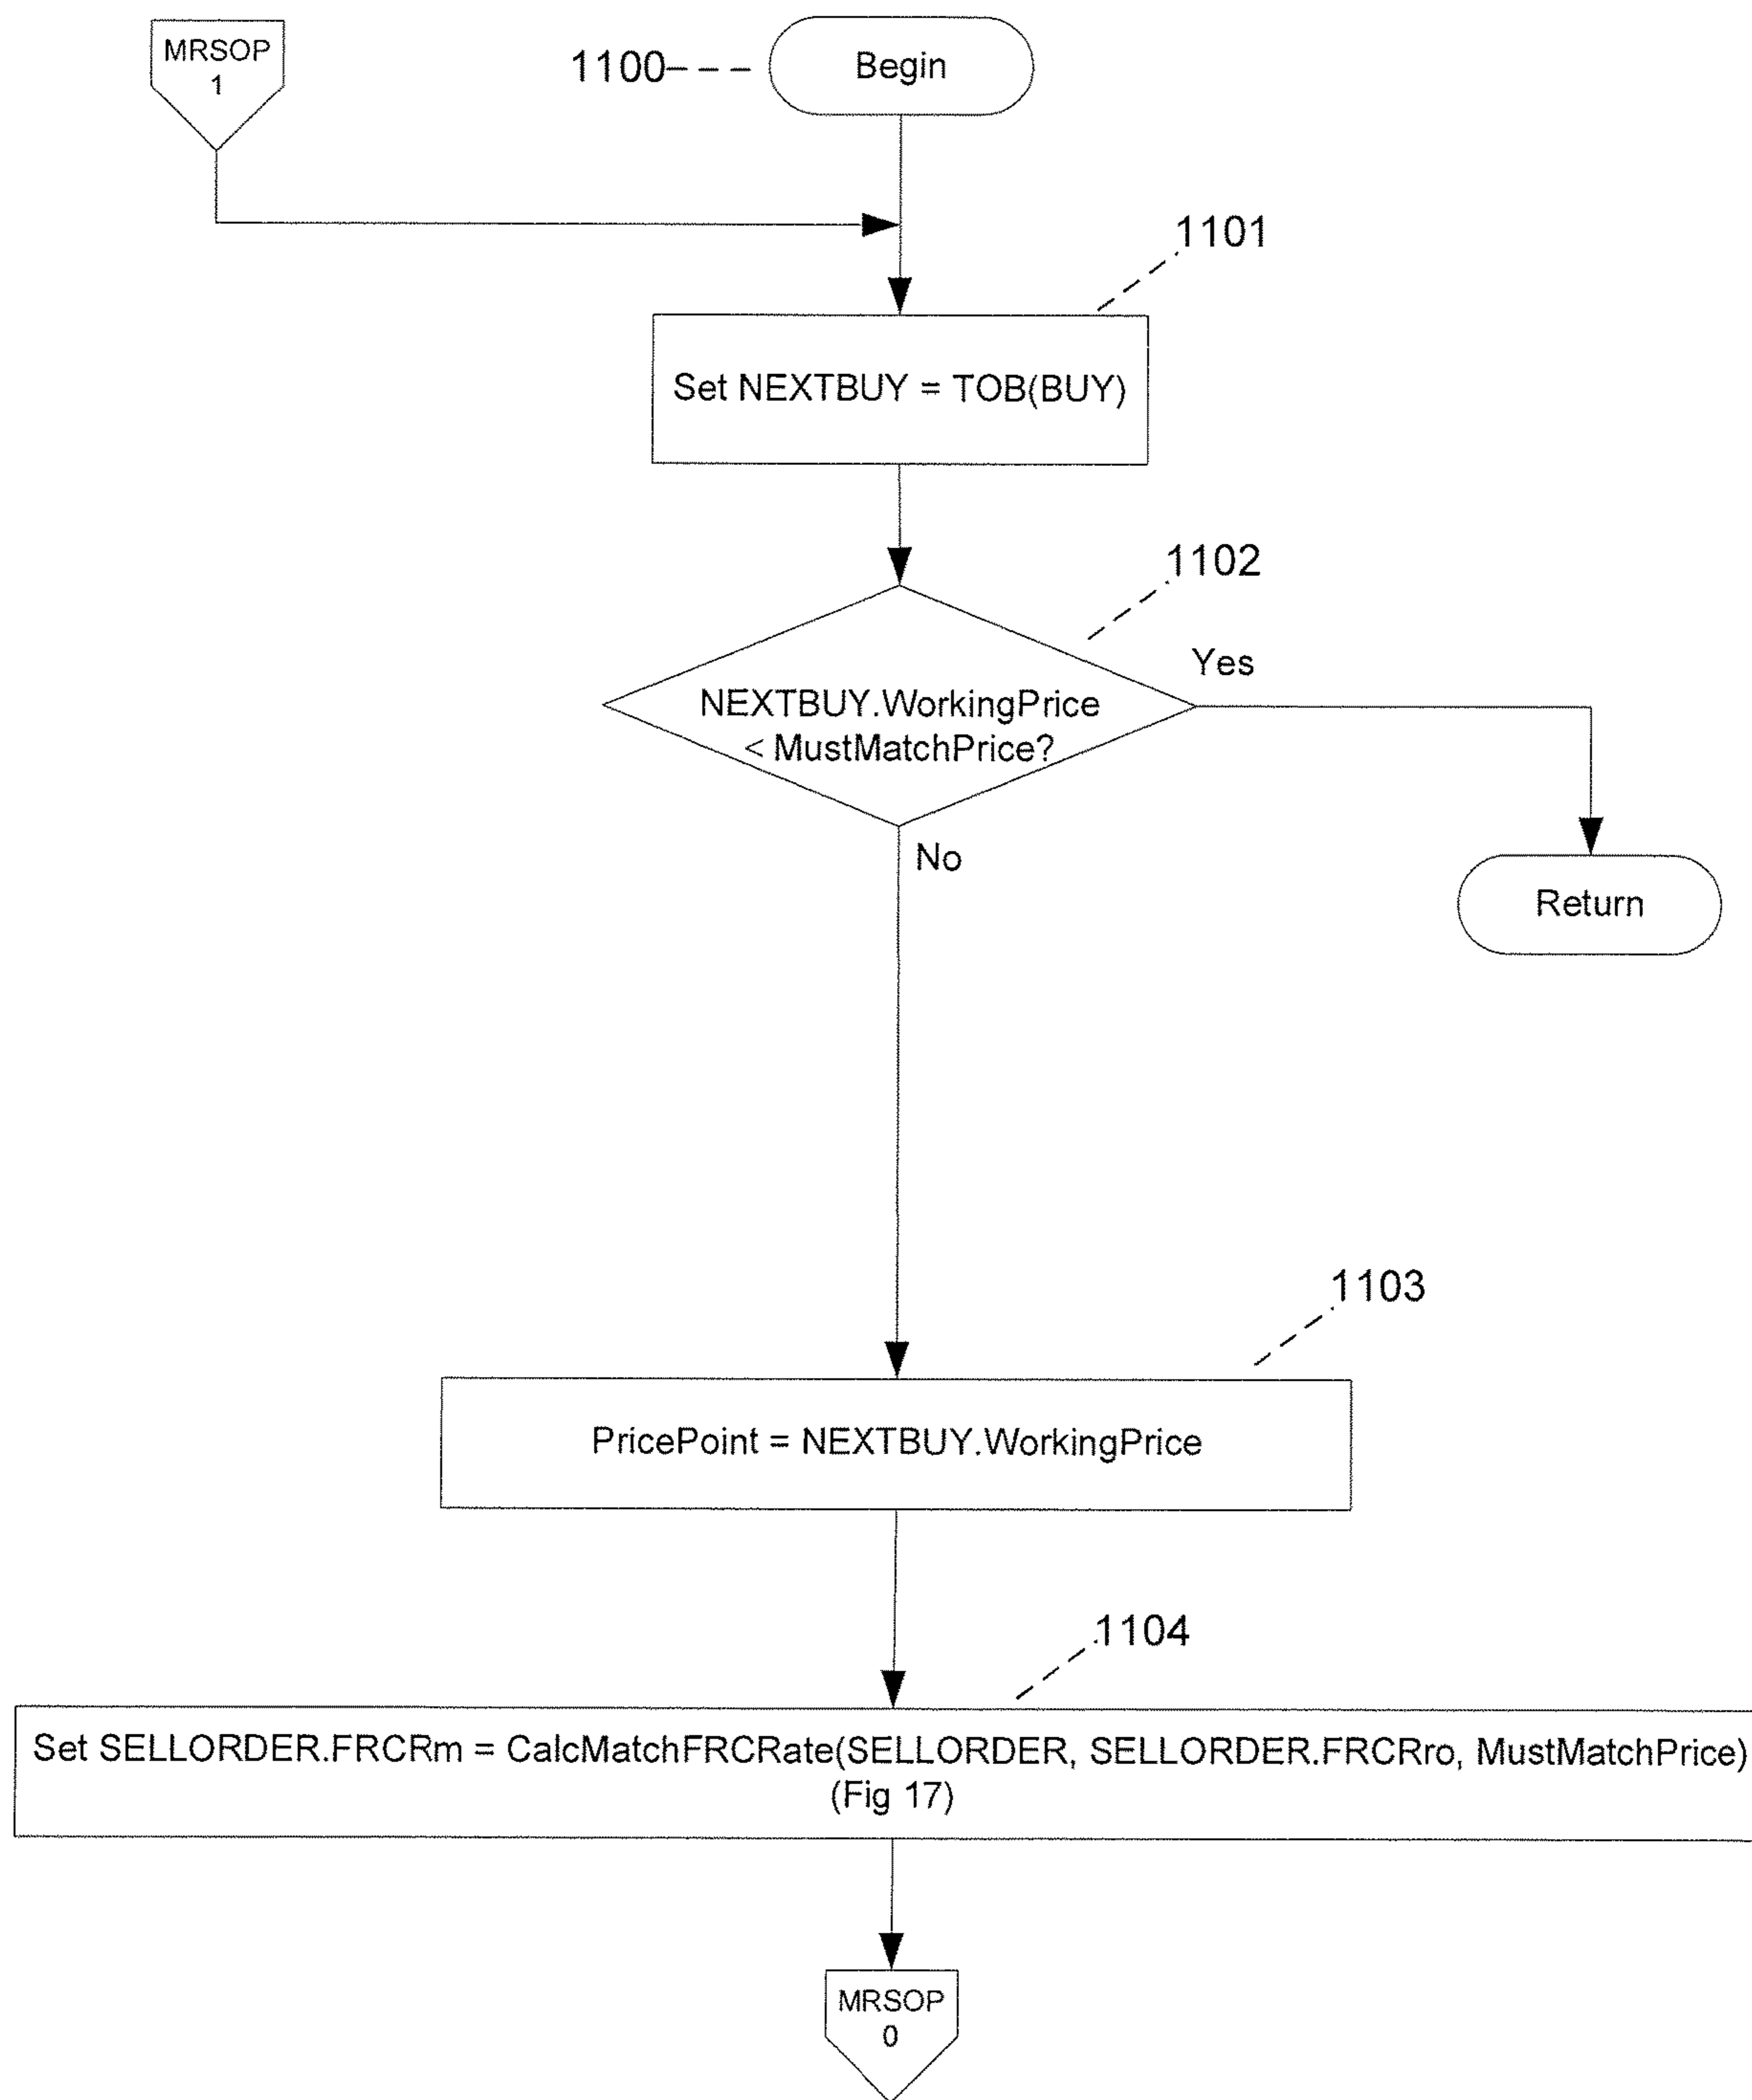 MRSOP
1
1100
Begin
1101
Set NEXTBUY = TOB(BUY)
1102
NEXTBUY.WorkingPrice
< MustMatchPrice?
Yes
No
Return
1103
PricePoint = NEXTBUY.WorkingPrice
1104
Set SELLORDER.FRCRm = CalcMatchFRCRate(SELLORDER, SELLORDER.FRCRro, MustMatchPrice)
(Fig 17)
MRSOP
0